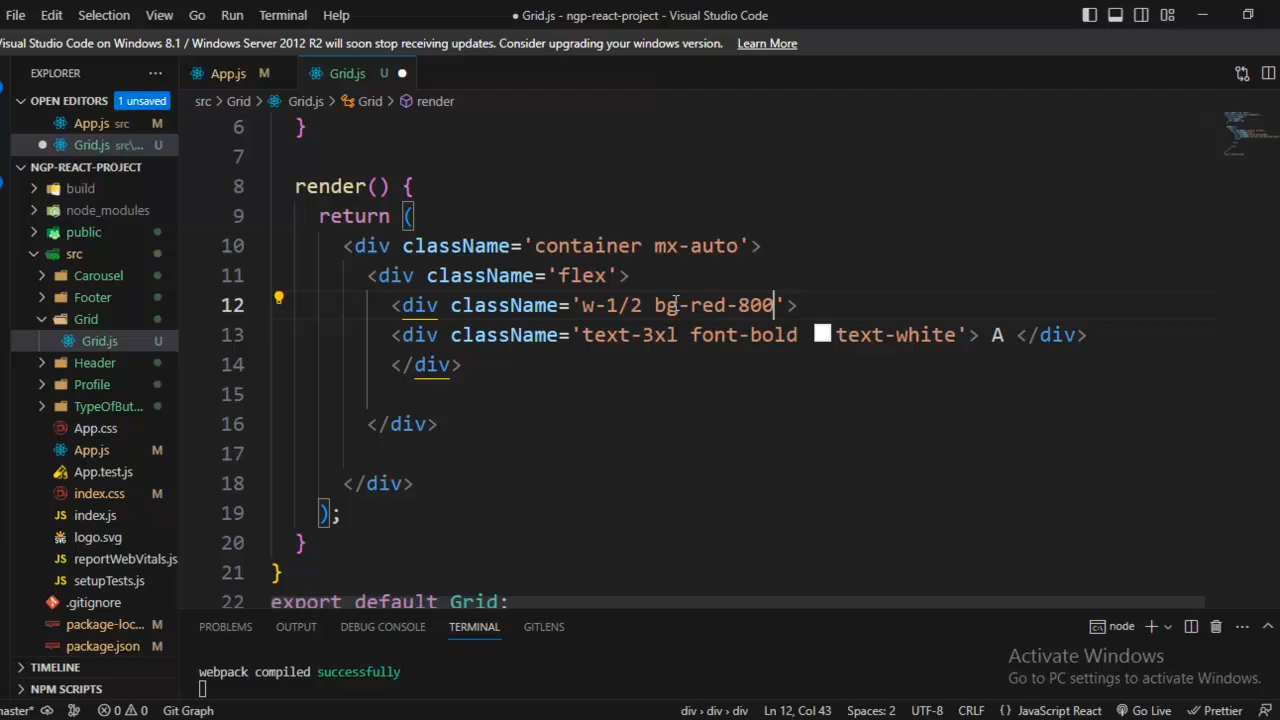 File Edit Selection View Go Run Terminal Help
● Grid.js - ngp-react-project - Visual Studio Code
Visual Studio Code on Windows 8.1 / Windows Server 2012 R2 will soon stop receiving updates. Consider upgrading your windows version. Learn More
EXPLORER
OPEN EDITORS 1 unsaved
App.js src M
Grid.js src\... U
NGP-REACT-PROJECT
build
node_modules
public
src
Carousel
Footer
Grid
Grid.js U
Header
Profile
TypeOfBut...
App.css
App.js M
App.test.js
index.css M
index.js
logo.svg
reportWebVitals.js
setupTests.js
.gitignore
package-loc... M
package.json M
TIMELINE
NPM SCRIPTS
App.js M
Grid.js U
src > Grid > Grid.js > Grid > render
6 }
7
8 render() {
9 return (
10 <div className='container mx-auto'>
11 <div className='flex'>
12 <div className='w-1/2 bg-red-800'>
13 <div className='text-3xl font-bold text-white'> A </div>
14 </div>
15
16 </div>
17
18 </div>
19 );
20 }
21 }
22 export default Grid;
PROBLEMS OUTPUT DEBUG CONSOLE TERMINAL GITLENS
node
webpack compiled successfully
Activate Windows
Go to PC settings to activate Windows.
master* 0 0 Git Graph
div > div > div Ln 12, Col 43 Spaces: 2 UTF-8 CRLF {} JavaScript React Go Live Prettier